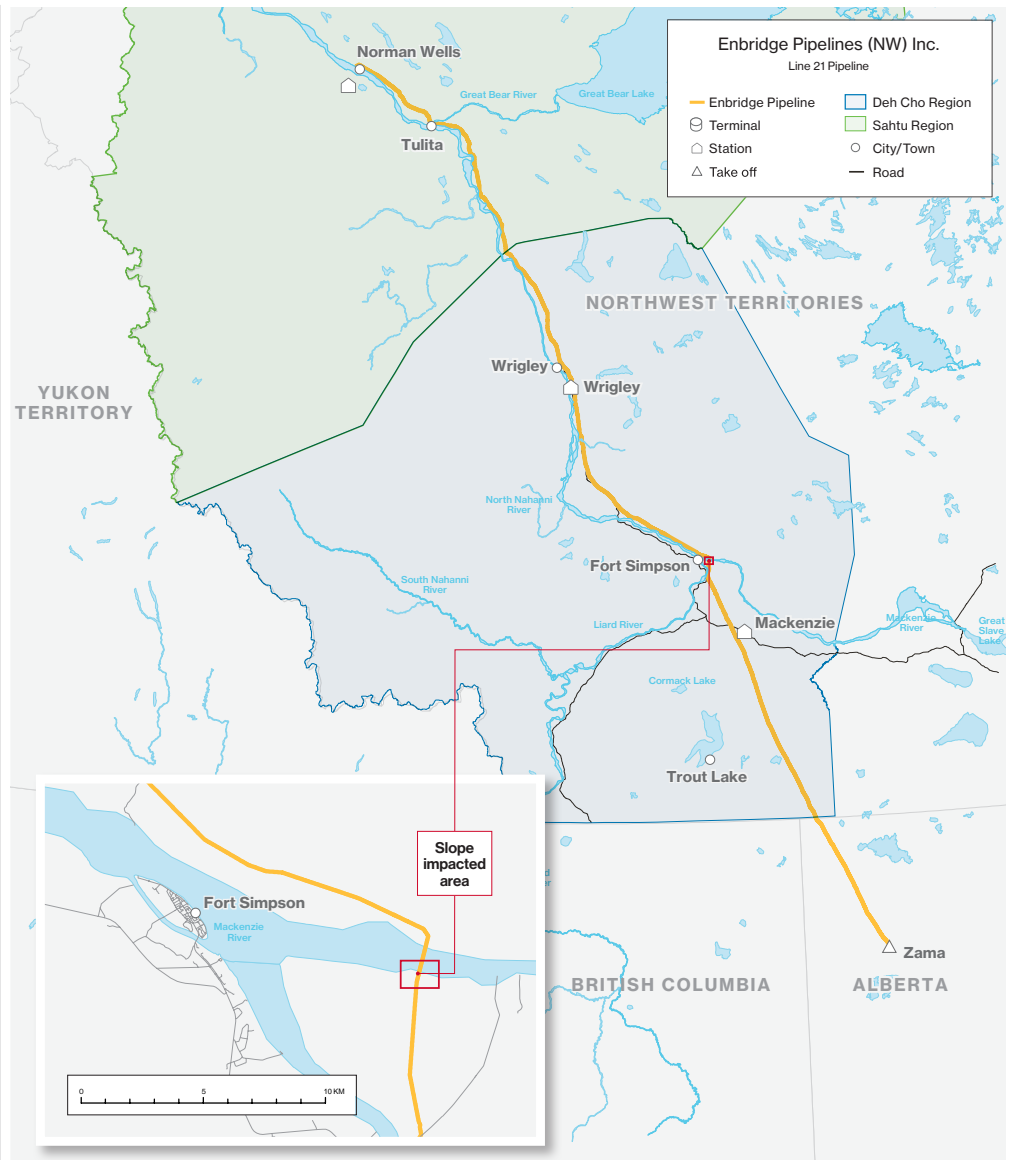 Enbridge Pipelines (NW) Inc.
Line 21 Pipeline
Enbridge Pipeline
Terminal
Station
Take off
Deh Cho Region
Sahtu Region
City/Town
Road
Norman Wells
Great Bear River
Great Bear Lake
Tulita
NORTHWEST TERRITORIES
Wrigley
Wrigley
YUKON
TERRITORY
North Nahanni
River
Fort Simpson
South Nahanni
River
Liard River
Mackenzie
Mackenzie
River
Great
Slave
Lake
Cormack Lake
Trout Lake
Slope
impacted
area
Fort Simpson
Mackenzie
River
0 5 10 KM
Zama
BRITISH COLUMBIA
ALBERTA